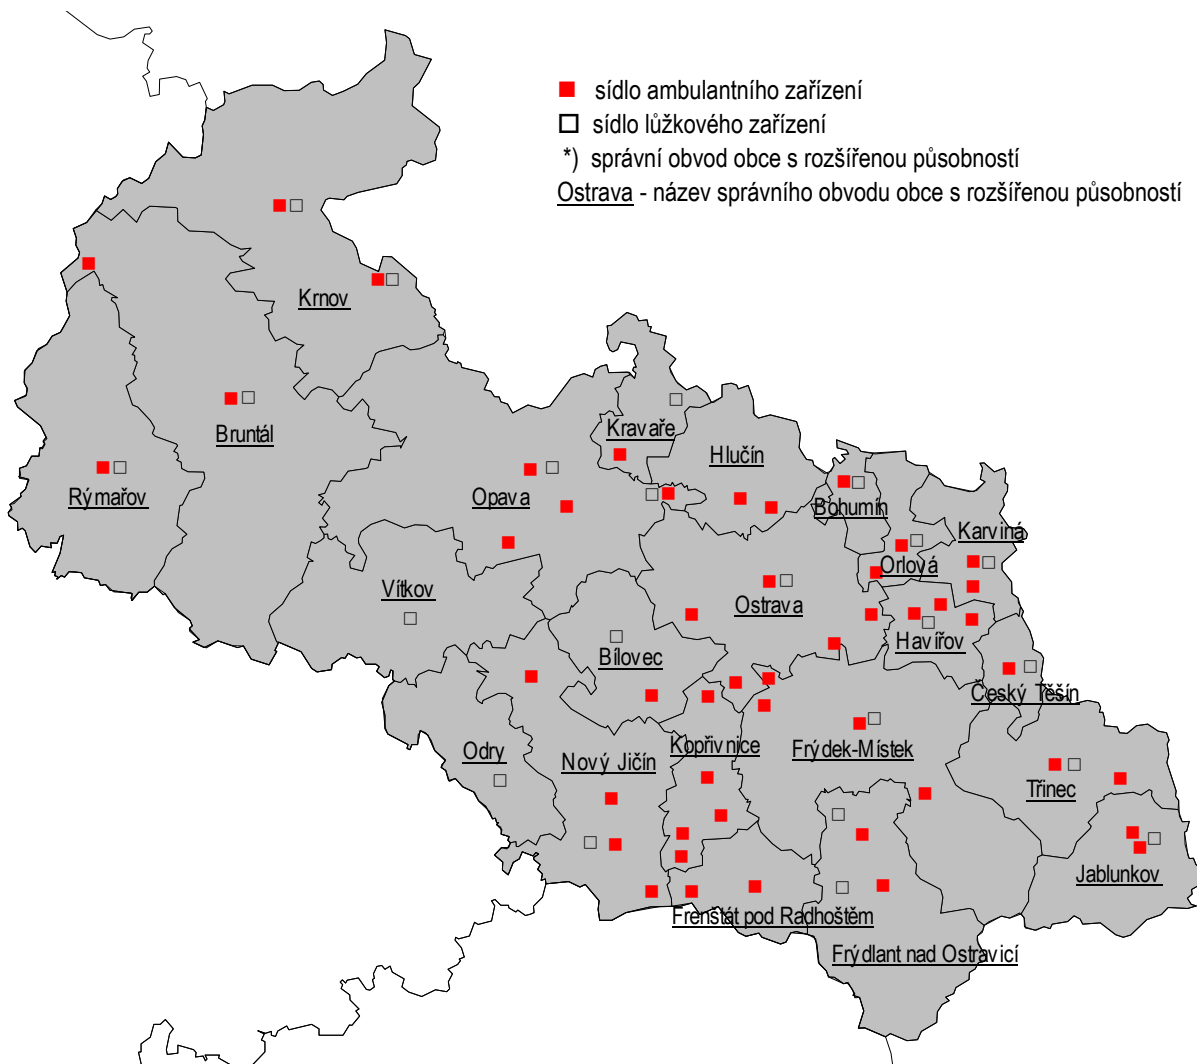 sídlo ambulantního zařízení
sídlo lůžkového zařízení
*) správní obvod obce s rozšířenou působností
Ostrava - název správního obvodu obce s rozšířenou působností
Krnov
Bruntál
Rýmařov
Kravaře
Hlučín
Opava
Bohumín
Karviná
Orlová
Vítkov
Ostrava
Havířov
Bílovec
Český Těšín
Odry
Nový Jičín
Kopřivnice
Frýdek-Místek
Třinec
Jablunkov
Frenštát pod Radhoštěm
Frýdlant nad Ostravicí